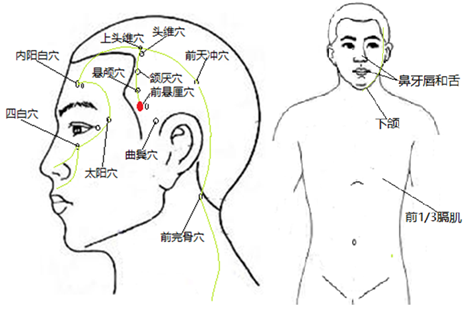 上头维穴
头维穴
内阳白穴
前天冲穴
悬颅穴
颔厌穴
前悬厘穴
四白穴
太阳穴
曲鬓穴
前完骨穴
鼻牙唇和舌
下颌
前1/3膈肌